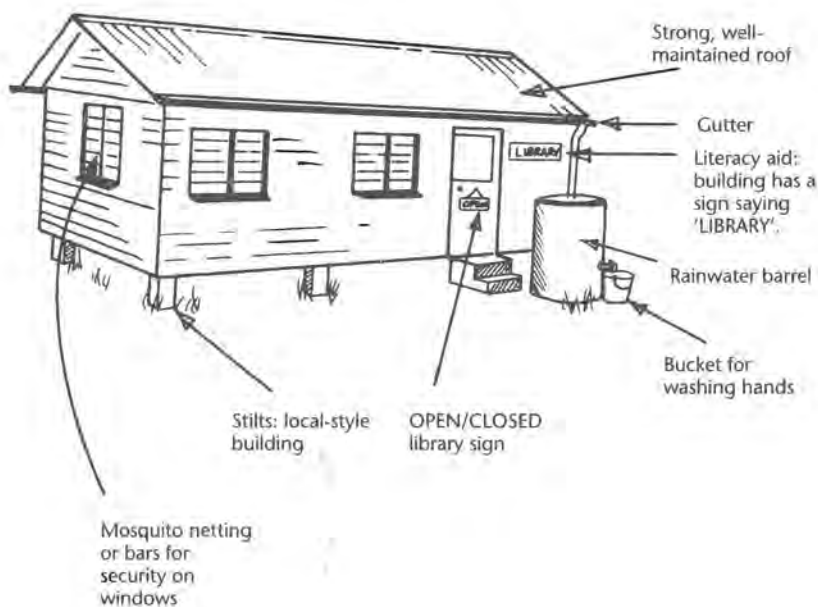 Strong, well-
maintained roof
Gutter
LIBRARY
Literacy aid:
building has a
sign saying
'LIBRARY'.
OPEN
Rainwater barrel
Bucket for
washing hands
Stilts: local-style
building
OPEN/CLOSED
library sign
Mosquito netting
or bars for
security on
windows